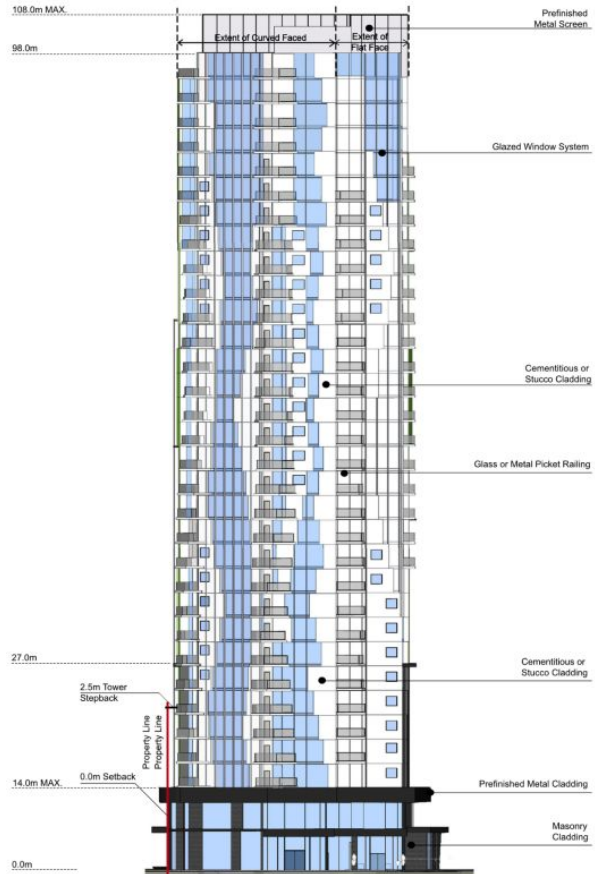 108.0m MAX.
Prefinished
Metal Screen
Extent of Curved Faced
Extent of
Flat Face
98.0m
Glazed Window System
Cementitious or
Stucco Cladding
Glass or Metal Picket Railing
27.0m
Cementitious or
Stucco Cladding
2.5m Tower
Stepback
Property Line
Property Line
0.0m Setback
14.0m MAX.
Prefinished Metal Cladding
Masonry
Cladding
0.0m